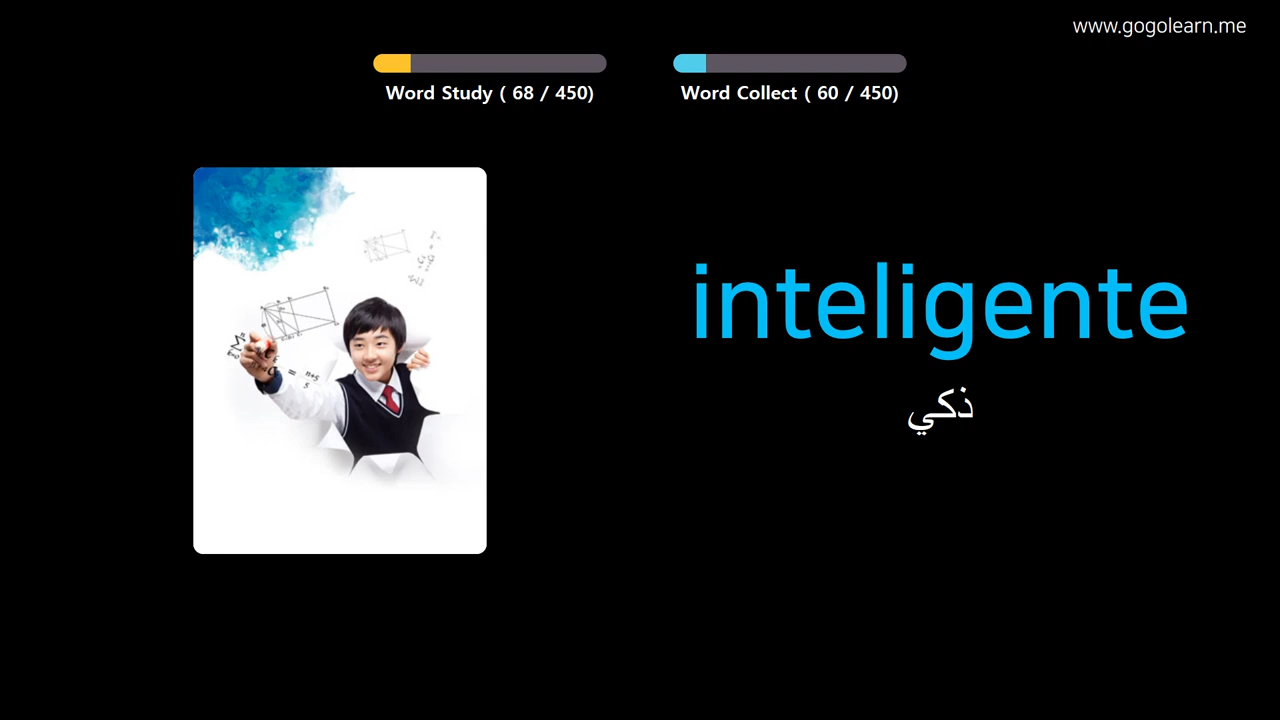 www.gogolearn.me
Word Study ( 68 / 450)
Word Collect ( 60 / 450)
inteligente
ذكي